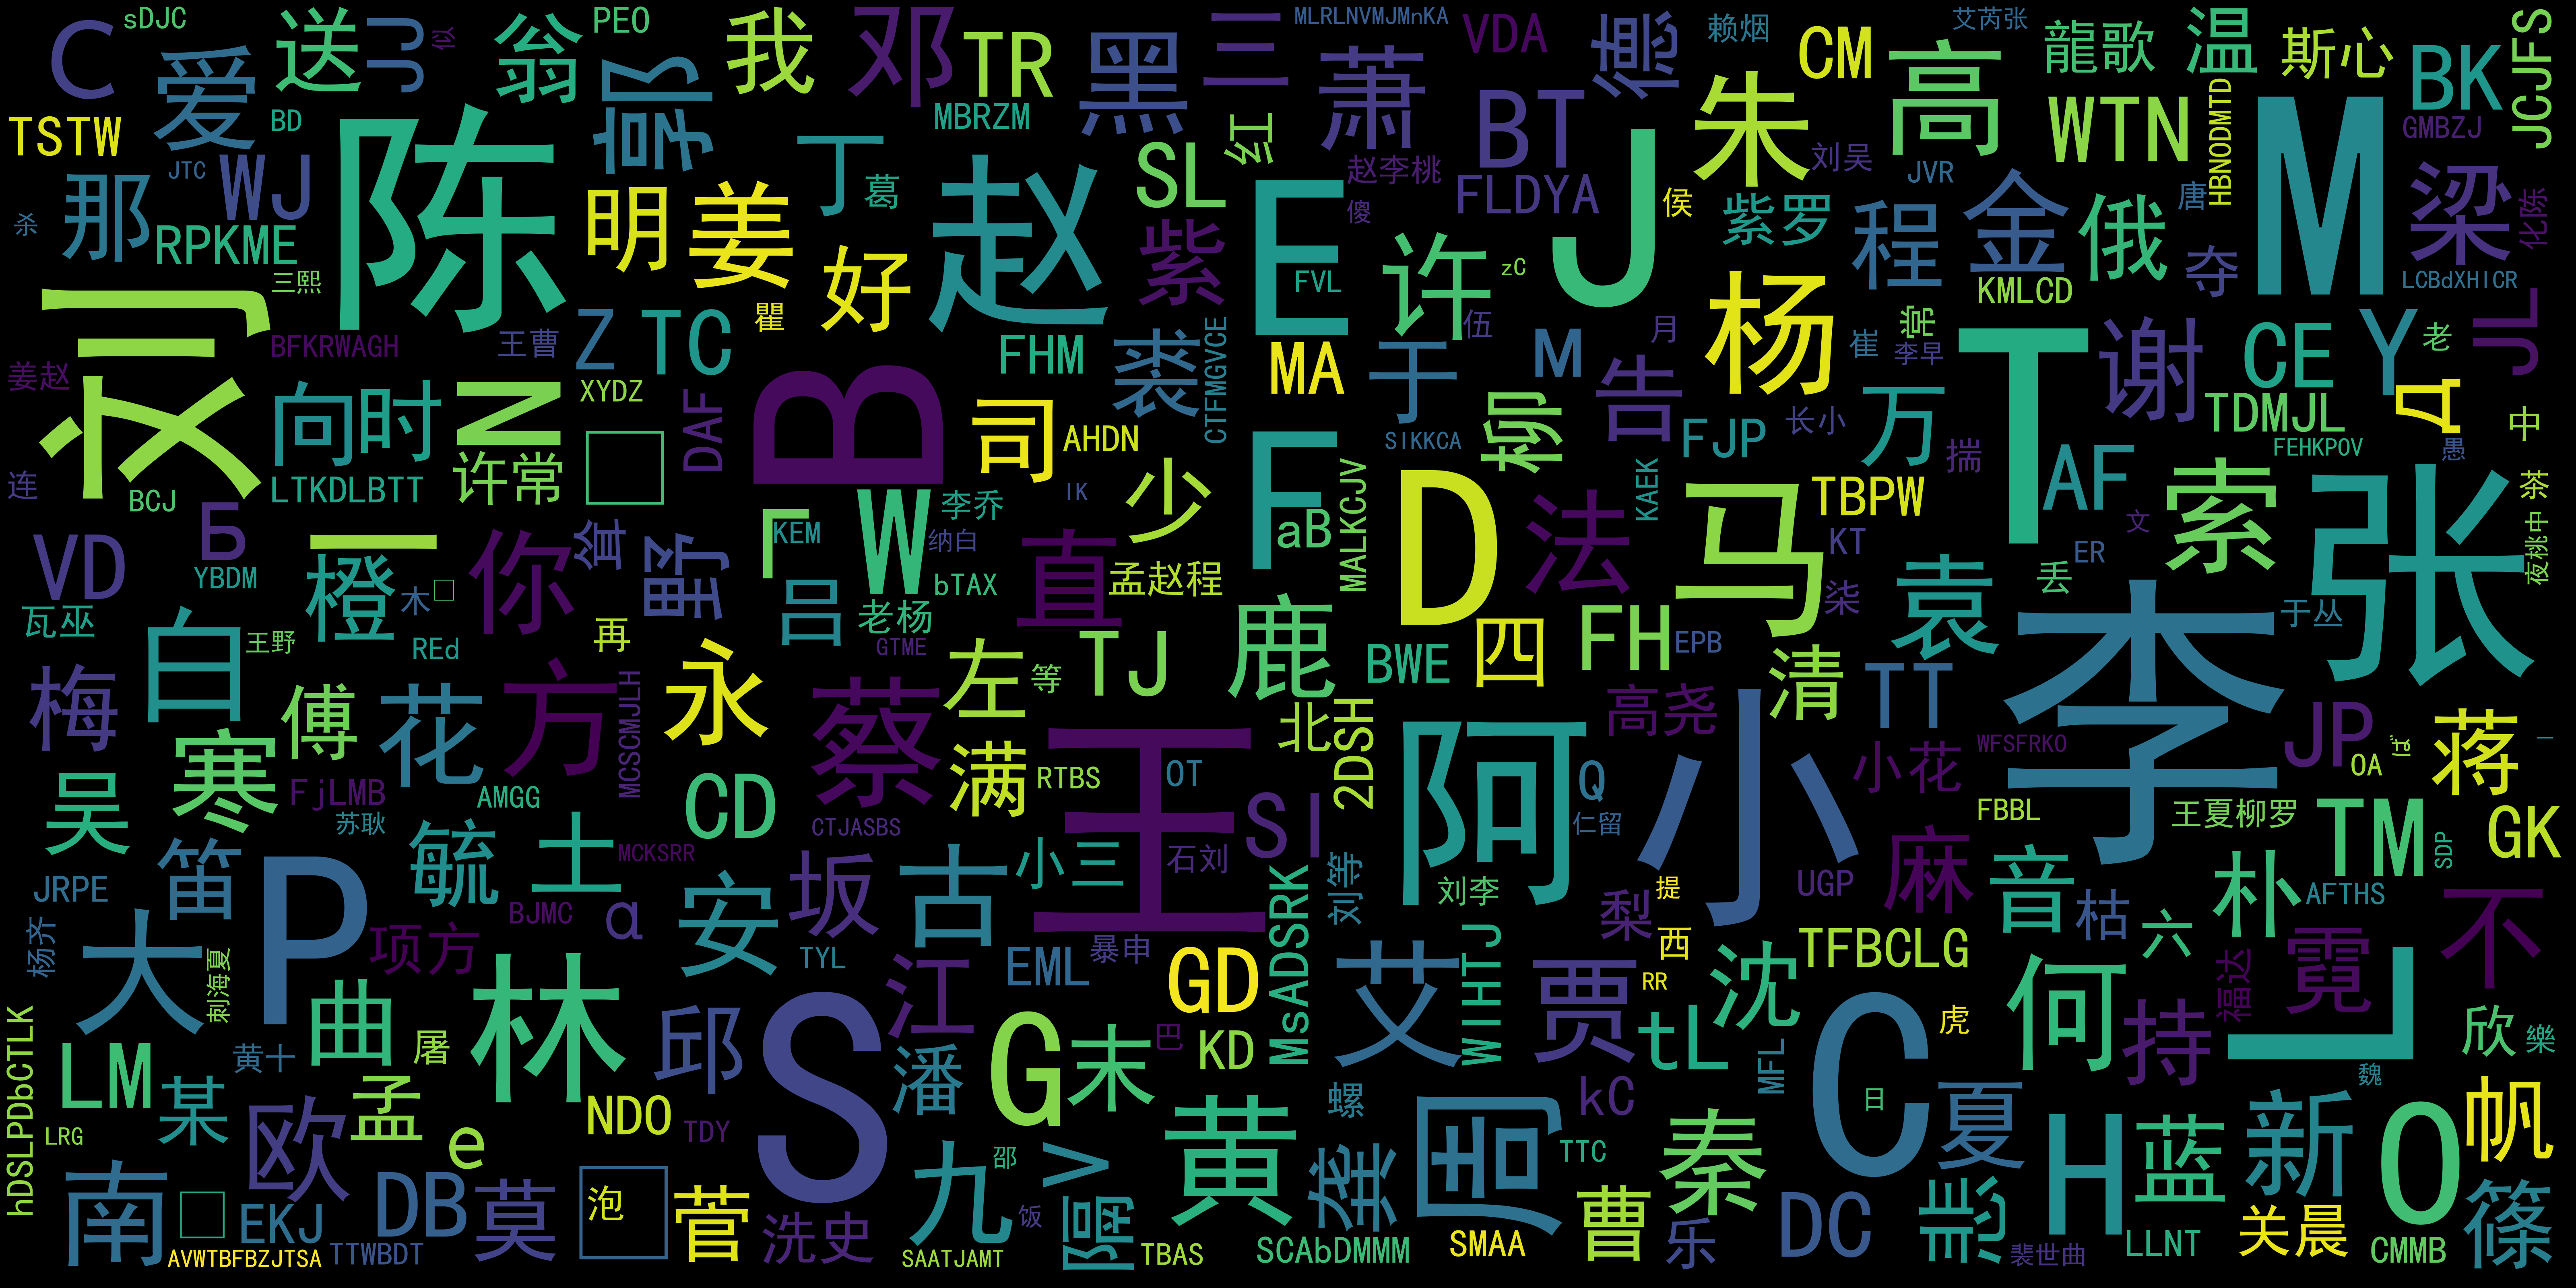 C
sDJC
送
JJ
似
翁
PEO
我
邓
TR
黑
三
MLRLNVMJMnKA
VDA
德
赖烟
CM
艾芮张
高
龍歌
温
斯心
BK
JCJFS
TSTW
爱
BD
陈
郭
MBRZM
丁
红
萧
BT
J
朱
WTN
HBNODMTD
M
GMBZJ
杀
那
JTC
WJ
RPKME
三熙
明
姜
葛
好
赵
SL
紫
E
赵李桃
傻
FLDYA
侯
刘吴
紫罗
JVR
程
金
俄
唐
夺
梁
化陈
LCBdXHICR
刘
姜赵
BFKRWAGH
王曹
Z
TC
瞿
FHM
裘
CTFMGVCE
FVL
许
zC
伍
MA
于
M
月
告
杨
崔
常
李早
KMLCD
T
谢
CE
Y
老
JL
连
BCJ
向
时
N
XYDZ
DAF
B
司
AHDN
SIKKCA
柳
FJP
长小
万
TDMJL
Д
FEHKPOV
中
愚
LTKDLBTT
许常
W
李乔
IK
少
F
aB
MALKCJV
D
法
KAEK
马
TBPW
揣
AF
索
文
张
茶
夜桃中
VD
Б
YBDM
橙
你
昝
野
Г
KEM
纳白
bTAX
直
孟赵程
KT
柒
ER
丢
瓦巫
白
王野
木
REd
再
吕
老杨
GTME
鹿
BWE
四
FH
EPB
袁
李
于丛
梅
傅
花
方
MCSCMJLH
永
蔡
左
等
TJ
北
2DSH
高尧
清
TT
小花
WFSFRKO
JP
OA
ば
蒋
一
吴
寒
FjLMB
苏耿
AMGG
CD
CTJASBS
满
RTBS
王
OT
SI
阿
Q
仁留
小
FBBL
王夏柳罗
TM
SDP
GK
JRPE
笛
P
毓
土
MCKSRR
坂
古
小三
石刘
刘等
刘李
梨
提
UGP
麻
音
枯
六
朴
AFTHS
不
杨齐
大
刺海夏
项方
BJMC
安
TYL
江
EML
暴申
GD
MsADSRK
艾
WIHTJ
贾
西
RR
沈
TFBCLG
何
持
福达
霓
L
hDSLPDbCTLK
LM
黄十
曲
屠
林
邱
S
潘
G
末
巴
KD
螺
tL
MFL
C
虎
日
欣
樂
魏
LRG
某
欧
孟
e
NDO
TDY
九
邵
V
黄
娄
kC
TTC
秦
夏
H
蓝
新
O
帆
南
EKJ
DB
莫
泡
菅
洗史
饭
隔
SCAbDMMM
SMAA
曹
乐
DC
LLNT
关晨
CMMB
篠
AVWTBFBZJTSA
TTWBDT
SAATJAMT
TBAS
裴世曲